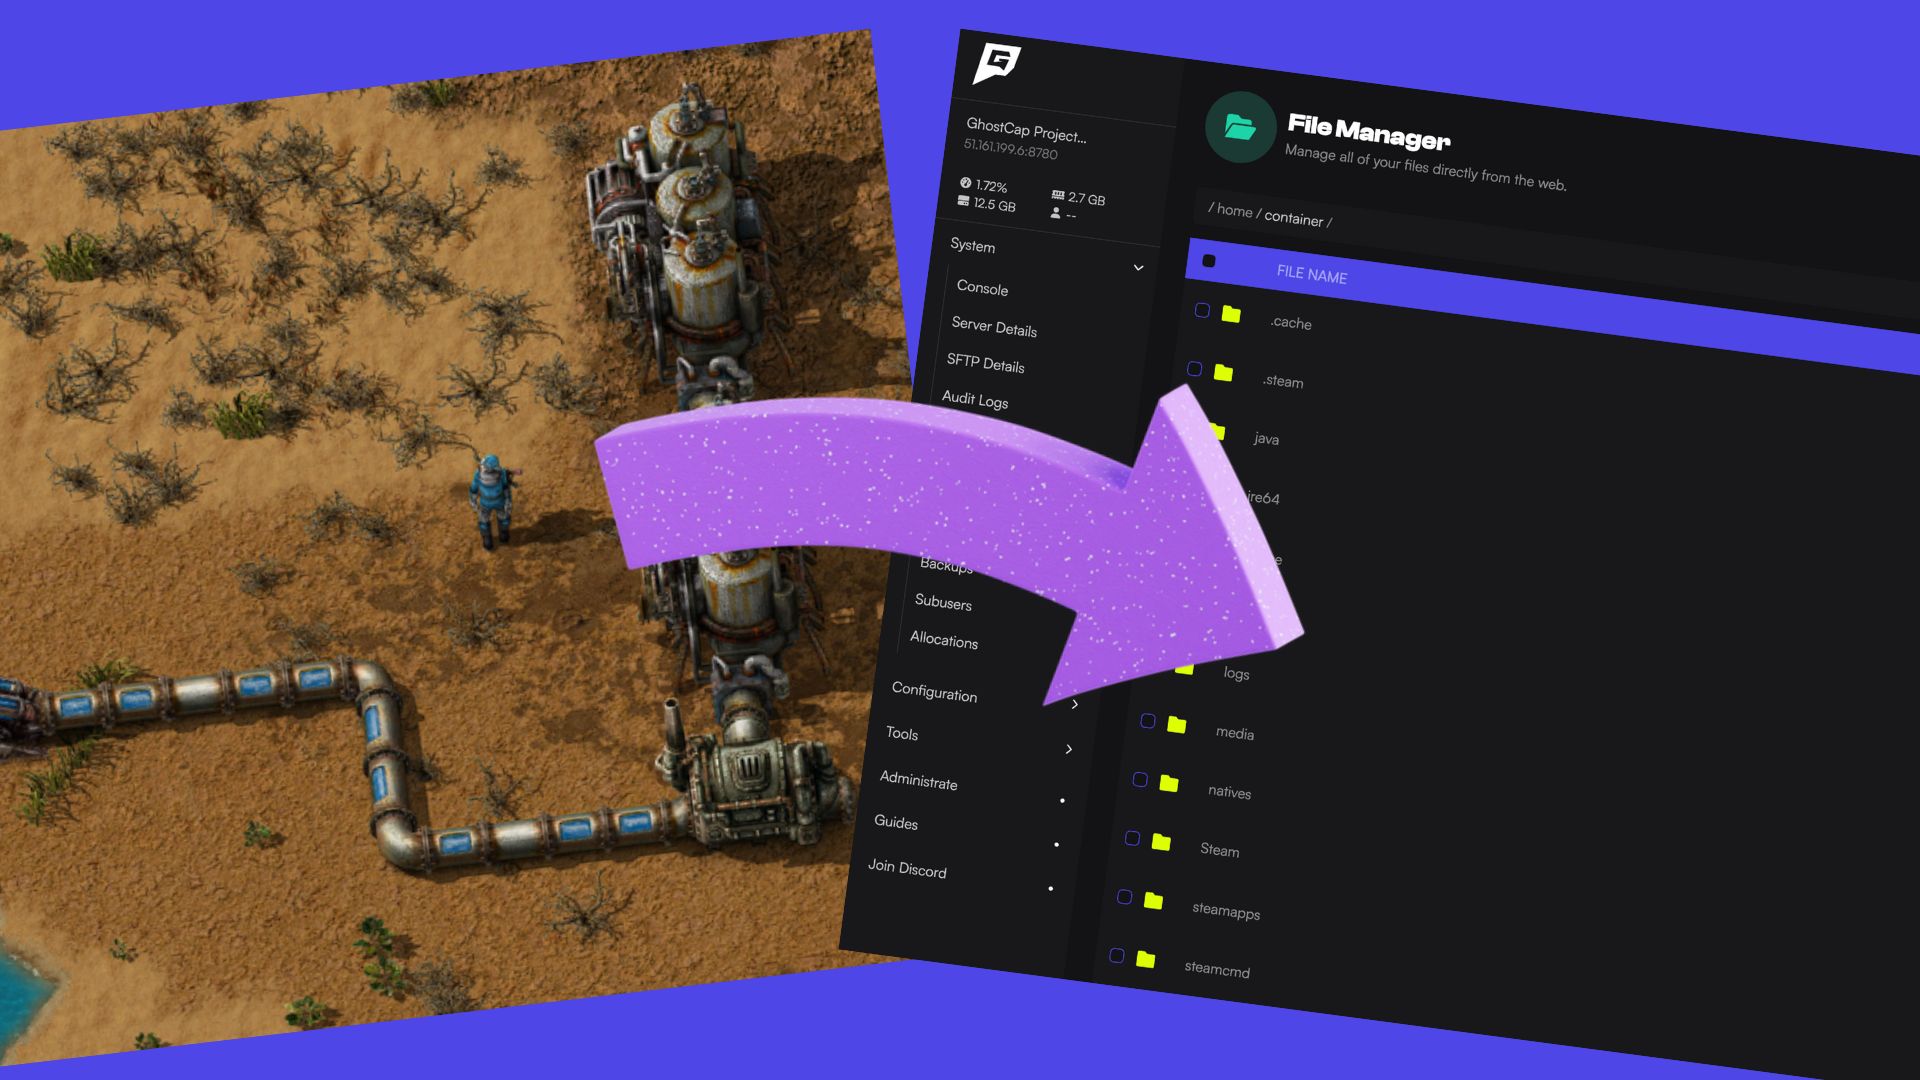 GhostCap Project...
51.161.199.6:8780
1.72%
2.7 GB
12.5 GB
--
System
Console
Server Details
SFTP Details
Audit Logs
Backups
Subusers
Allocations
Configuration
Tools
Administrate
Guides
Join Discord
File Manager
Manage all of your files directly from the web.
/ home / container /
FILE NAME
.cache
.steam
java
logs
media
natives
Steam
steamapps
steamcmd